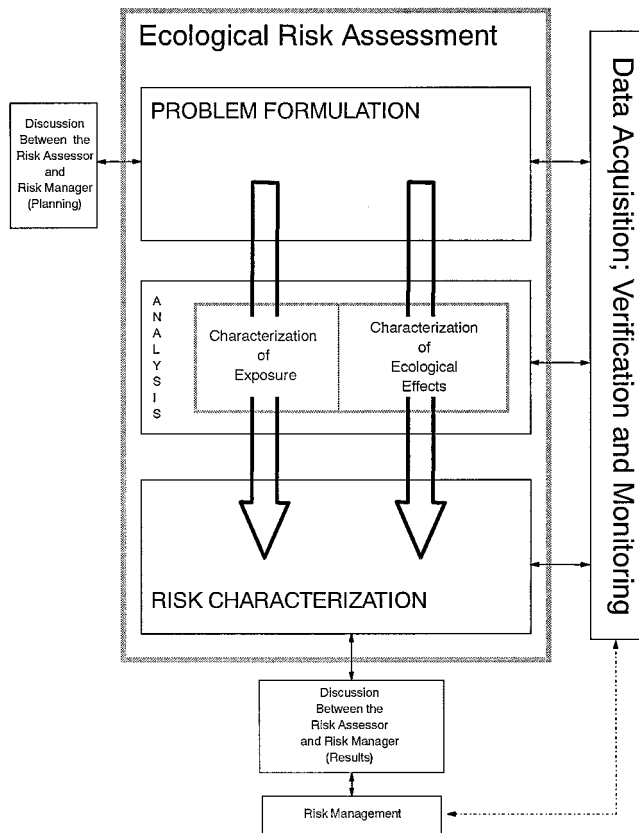 Ecological Risk Assessment
PROBLEM FORMULATION
Discussion
Between the
Risk Assessor
and
Risk Manager
(Planning)
ANALYSIS
Characterization
of
Exposure
Characterization
of
Ecological
Effects
RISK CHARACTERIZATION
Data Acquisition; Verification and Monitoring
Discussion
Between the
Risk Assessor
and Risk Manager
(Results)
Risk Management